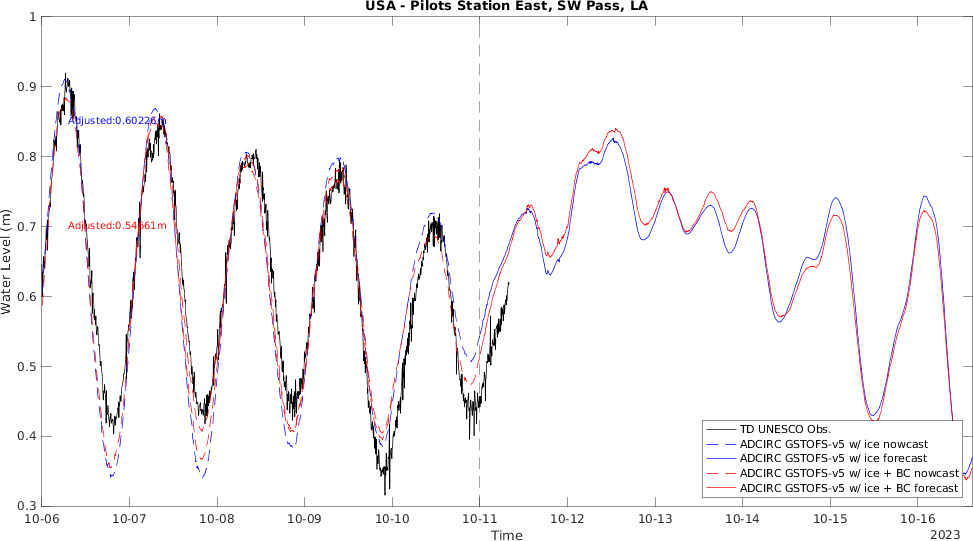 USA - Pilots Station East, SW Pass, LA
1
0.9
0.8
0.7
0.6
0.5
0.4
0.3
Water Level (m)
Adjusted:0.60226m
Adjusted:0.54661m
TD UNESCO Obs.
ADCIRC GSTOFS-v5 w/ ice nowcast
ADCIRC GSTOFS-v5 w/ ice forecast
ADCIRC GSTOFS-v5 w/ ice + BC nowcast
ADCIRC GSTOFS-v5 w/ ice + BC forecast
10-06 10-07 10-08 10-09 10-10 10-11 10-12 10-13 10-14 10-15 10-16
Time
2023